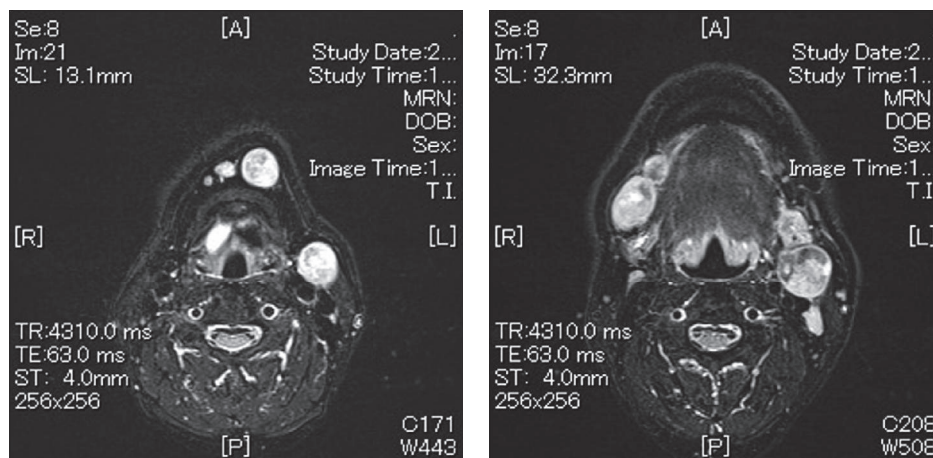 Se:8
[A]
Im:21
Study Date:2...
SL: 13.1mm
Study Time:1...
MRN:
DOB:
Sex:
Image Time:1...
T.I.
[R]
[L]
TR:4310.0 ms
TE:63.0 ms
ST: 4.0mm
256x256
C171
[P]
W443
Se:8
[A]
Im:17
Study Date:2...
SL: 32.3mm
Study Time:1...
MRN
DOB
Sex
Image Time:1...
T.I
[R]
[L]
TR:4310.0 ms
TE:63.0 ms
ST: 4.0mm
256x256
C208
[P]
W508